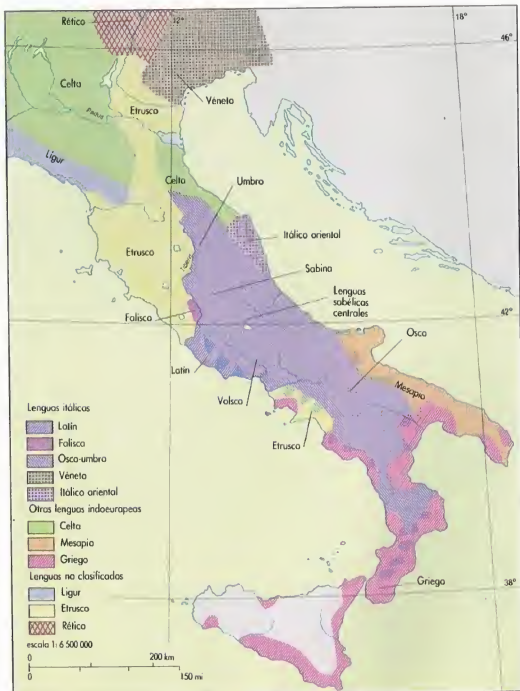 12°
18°
Rético
46°
Celta
Véneto
Etrusco
Padus
Ligur
Celta
Umbro
Itálico oriental
Etrusco
Sabino
Lenguas
sabélicas
centrales
Falisco
42°
Osco
Latín
Mesapio
Volsco
Etrusco
Lenguas itálicas
Latín
Falisco
Osco-umbro
Véneto
Itálico oriental
Otras lenguas indoeuropeas
Celta
Mesapio
Griego
Lenguas no clasificadas
Ligur
Etrusco
Rético
Griego
38°
escala 1: 6 500 000
0 200 km
0 150 mi